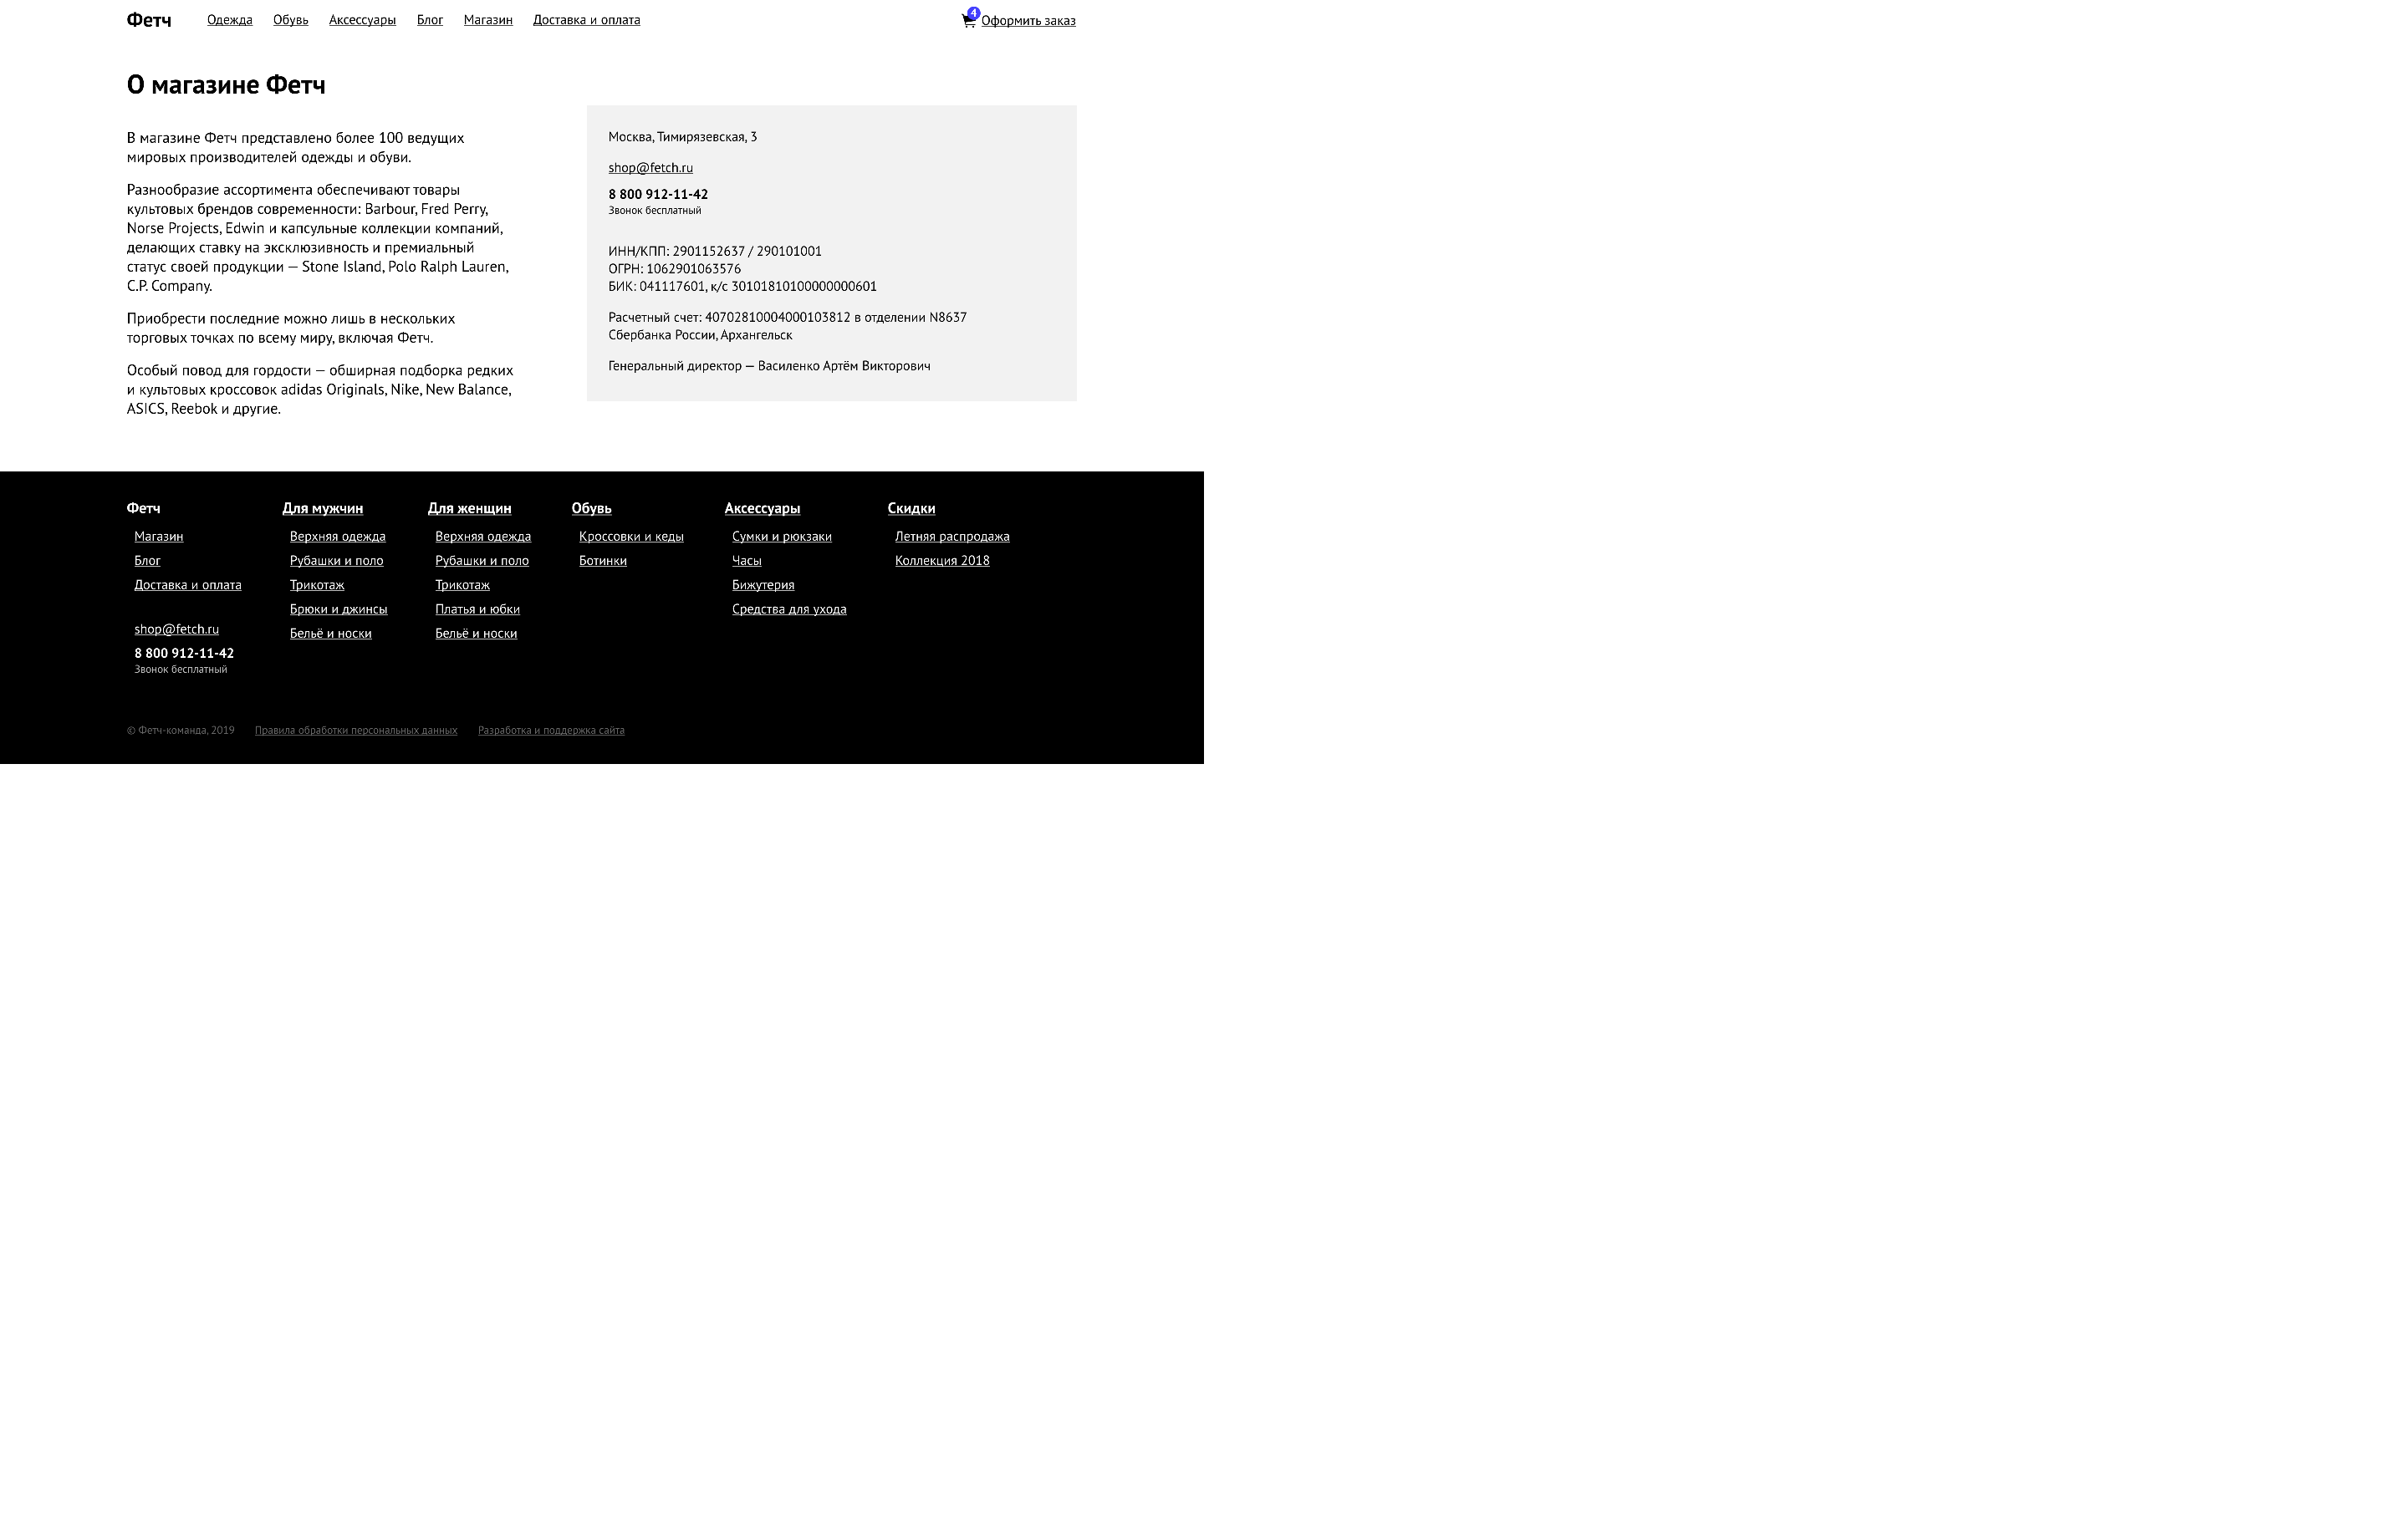 Фетч
Одежда
Обувь
Аксессуары
Блог
Магазин
Доставка и оплата
4
Оформить заказ
О магазине Фетч
В магазине Фетч представлено более 100 ведущих
мировых производителей одежды и обуви.
Разнообразие ассортимента обеспечивают товары
культовых брендов современности: Barbour, Fred Perry,
Norse Projects, Edwin и капсульные коллекции компаний,
делающих ставку на эксклюзивность и премиальный
статус своей продукции — Stone Island, Polo Ralph Lauren,
C.P. Company.
Приобрести последние можно лишь в нескольких
торговых точках по всему миру, включая Фетч.
Особый повод для гордости — обширная подборка редких
и культовых кроссовок adidas Originals, Nike, New Balance,
ASICS, Reebok и другие.
Москва, Тимирязевская, 3
shop@fetch.ru
8 800 912-11-42
Звонок бесплатный
ИНН/КПП: 2901152637 / 290101001
ОГРН: 1062901063576
БИК: 041117601, к/с 30101810100000000601
Расчетный счет: 40702810004000103812 в отделении N8637
Сбербанка России, Архангельск
Генеральный директор — Василенко Артём Викторович
Фетч
Магазин
Блог
Доставка и оплата
shop@fetch.ru
8 800 912-11-42
Звонок бесплатный
Для мужчин
Верхняя одежда
Рубашки и поло
Трикотаж
Брюки и джинсы
Бельё и носки
Для женщин
Верхняя одежда
Рубашки и поло
Трикотаж
Платья и юбки
Бельё и носки
Обувь
Кроссовки и кеды
Ботинки
Аксессуары
Сумки и рюкзаки
Часы
Бижутерия
Средства для ухода
Скидки
Летняя распродажа
Коллекция 2018
© Фетч-команда, 2019
Правила обработки персональных данных
Разработка и поддержка сайта